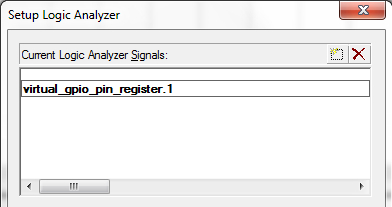 Setup Logic Analyzer
Current Logic Analyzer Signals:
virtual_gpio_pin_register.1